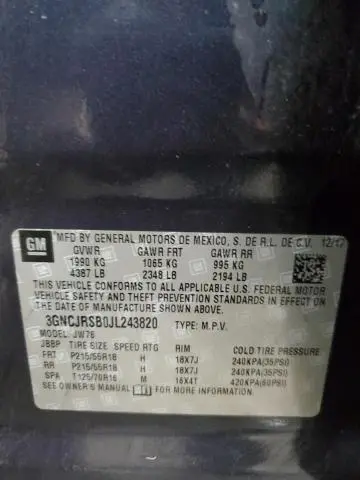 GM
MFD BY GENERAL MOTORS DE MEXICO, S. DE R.L. DE C.V. 12/17
GVWR GAWR FRT GAWR RR
1990 KG 1065 KG 995 KG
4387 LB 2348 LB 2194 LB
THIS VEHICLE CONFORMS TO ALL APPLICABLE U.S. FEDERAL MOTOR
VEHICLE SAFETY, BUMPER, AND THEFT PREVENTION STANDARDS
IN EFFECT ON THE DATE OF MANUFACTURE SHOWN ABOVE.
3GNCJRSB0JL243820 TYPE: M.P.V.
MODEL: JW76
JBBP TIRE SIZE SPEED RTG RIM COLD TIRE PRESSURE
FRT P215/55R18 H 18X7J 240KPA(35PSI)
RR P215/55R18 H 18X7J 240KPA(35PSI)
SPA T125/70R16 M 16X4T 420KPA(60PSI)
SEE OWNER'S MANUAL FOR ADDITIONAL INFORMATION.